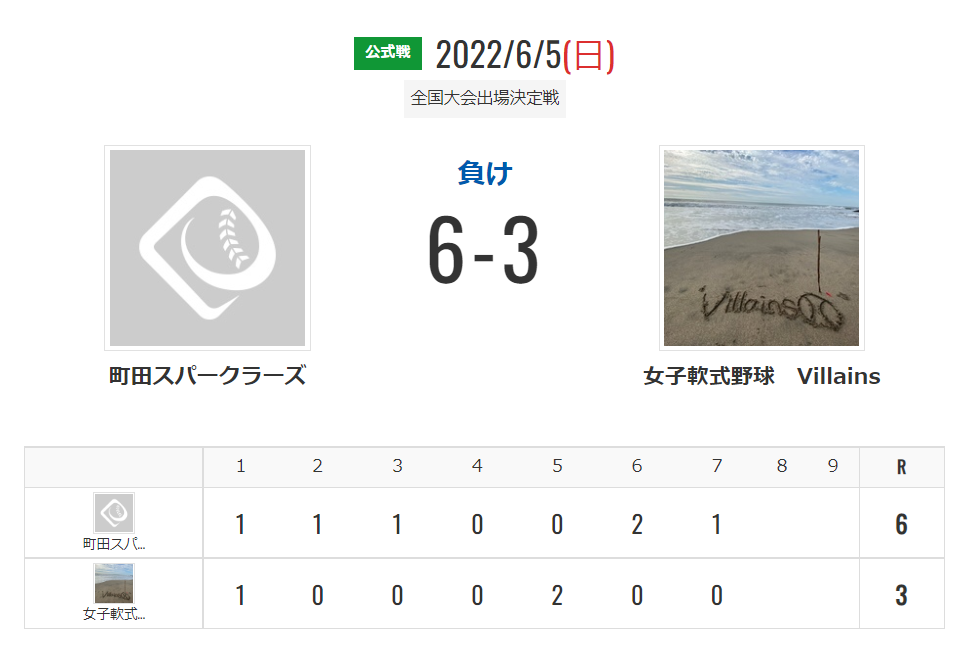 公式戦 2022/6/5(日)
全国大会出場決定戦
負け
6-3
Villains
町田スパークラーズ
女子軟式野球　Villains
1 2 3 4 5 6 7 8 9 R
町田スパ...
1 1 1 0 0 2 1 6
女子軟式...
1 0 0 0 2 0 0 3